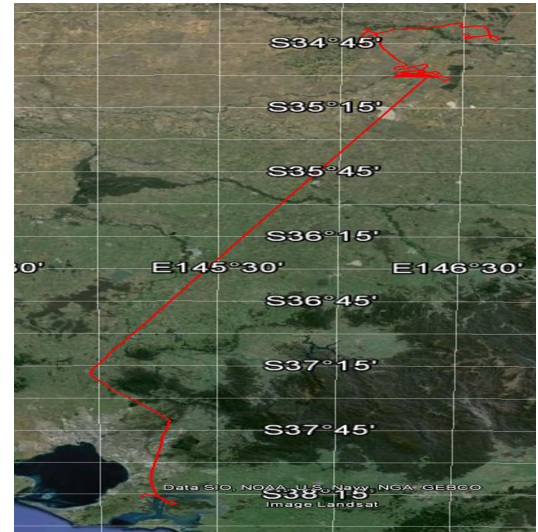 S34°45'
S35°15'
S35°45'
S36°15'
30' E145°30' E146°30'
S36°45'
S37°15'
S37°45'
Data SIO, NOAA, U.S. Navy, NGA, GEBCO
S38°15'
Image Landsat